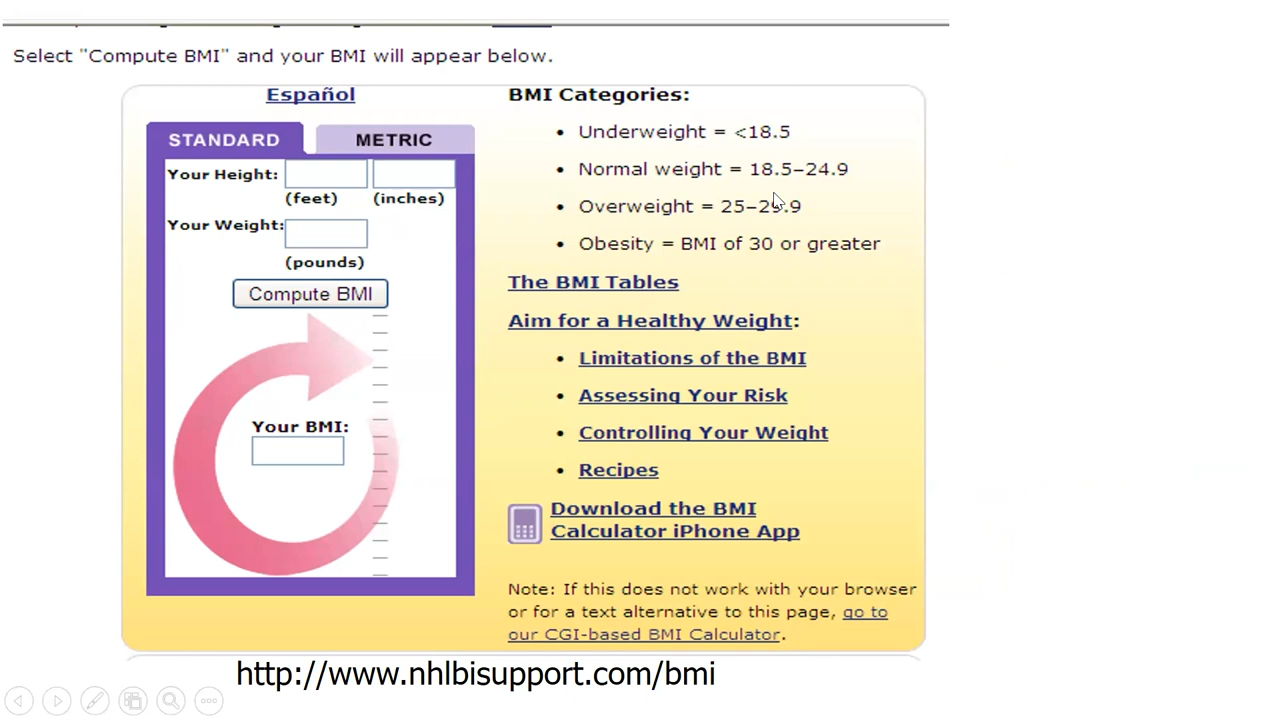 Select "Compute BMI" and your BMI will appear below.
Español
STANDARD
METRIC
Your Height:
(feet)
(inches)
Your Weight:
(pounds)
Compute BMI
Your BMI:
BMI Categories:
• Underweight = <18.5
• Normal weight = 18.5–24.9
• Overweight = 25–29.9
• Obesity = BMI of 30 or greater
The BMI Tables
Aim for a Healthy Weight:
• Limitations of the BMI
• Assessing Your Risk
• Controlling Your Weight
• Recipes
Download the BMI
Calculator iPhone App
Note: If this does not work with your browser
or for a text alternative to this page, go to
our CGI-based BMI Calculator.
http://www.nhlbisupport.com/bmi